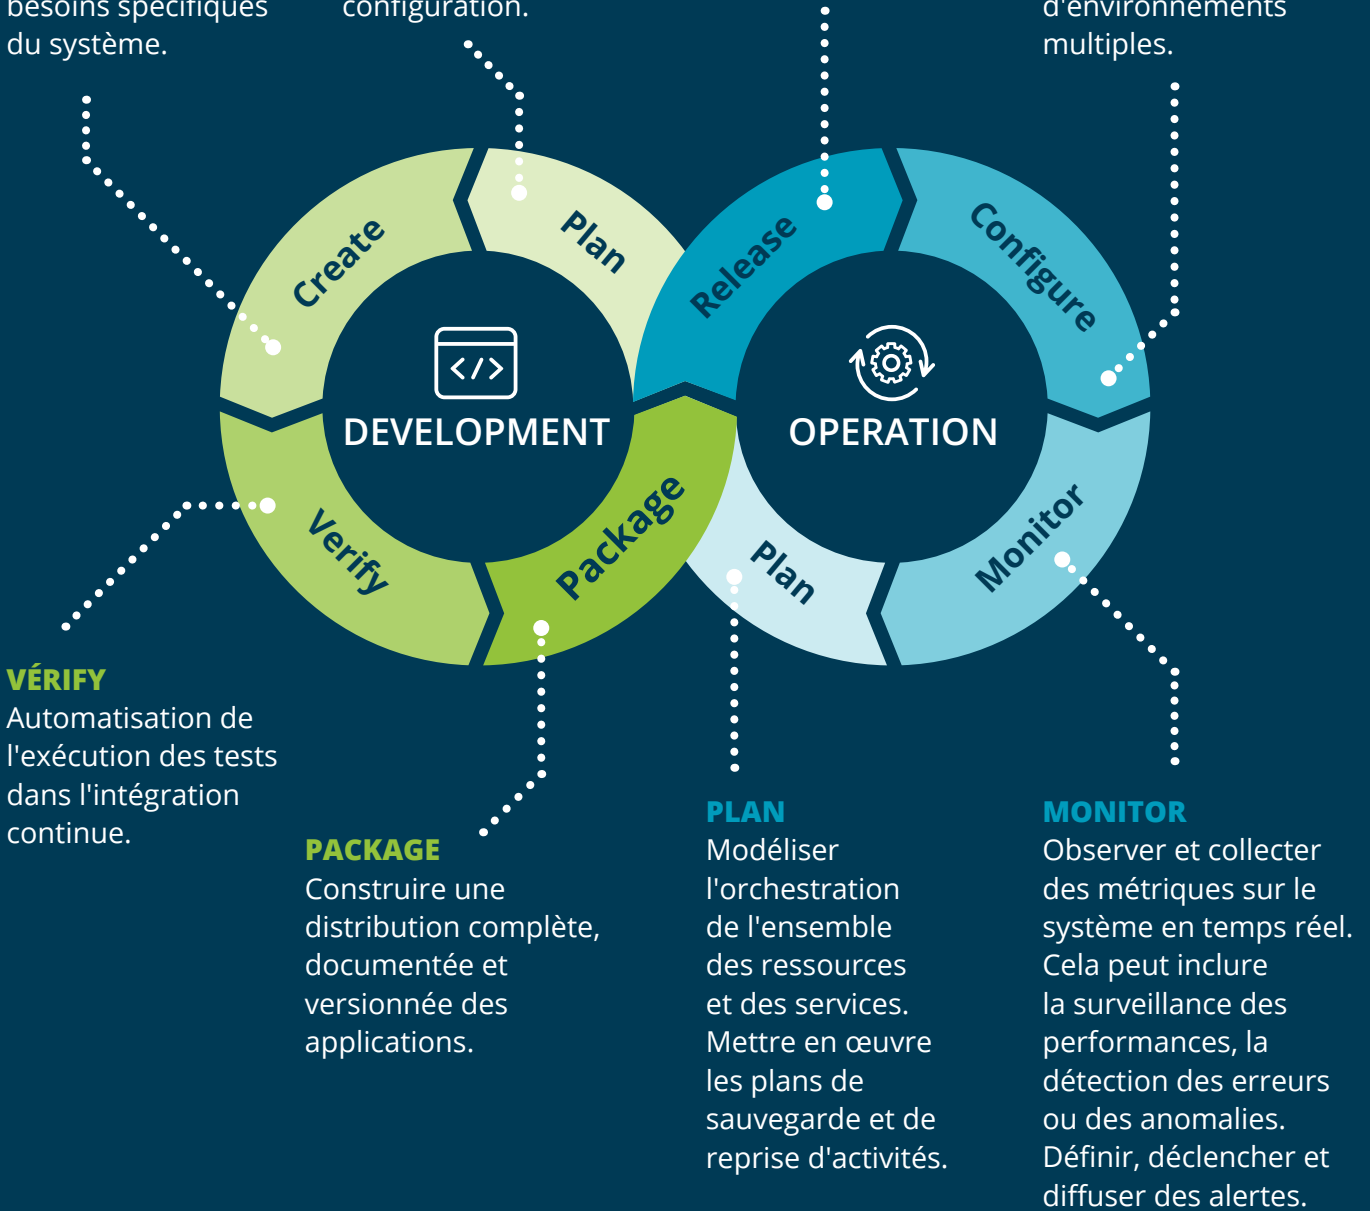 besoins spécifiques
du système.
configuration.
d'environnements
multiples.
Create
Plan
Release
Configure
DEVELOPMENT
OPERATION
Verify
Package
Plan
Monitor
VÉRIFY
Automatisation de
l'exécution des tests
dans l'intégration
continue.
PACKAGE
Construire une
distribution complète,
documentée et
versionnée des
applications.
PLAN
Modéliser
l'orchestration
de l'ensemble
des ressources
et des services.
Mettre en œuvre
les plans de
sauvegarde et de
reprise d'activités.
MONITOR
Observer et collecter
des métriques sur le
système en temps réel.
Cela peut inclure
la surveillance des
performances, la
détection des erreurs
ou des anomalies.
Définir, déclencher et
diffuser des alertes.